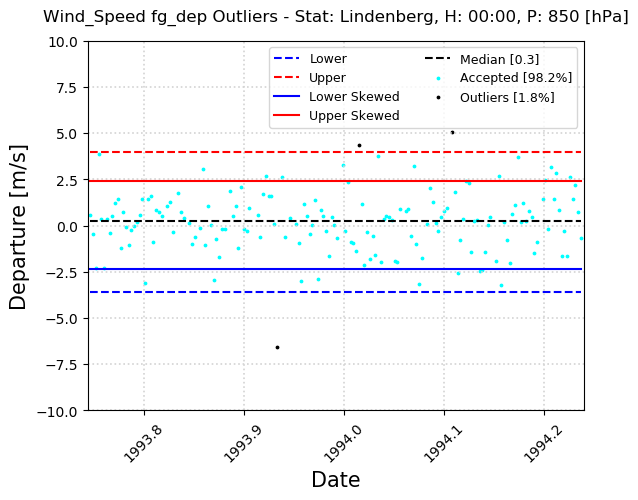 Wind_Speed fg_dep Outliers - Stat: Lindenberg, H: 00:00, P: 850 [hPa]
Lower
Upper
Lower Skewed
Upper Skewed
Median [0.3]
Accepted [98.2%]
Outliers [1.8%]
Departure [m/s]
10.0
7.5
5.0
2.5
0.0
−2.5
−5.0
−7.5
−10.0
1993.8
1993.9
1994.0
1994.1
1994.2
Date